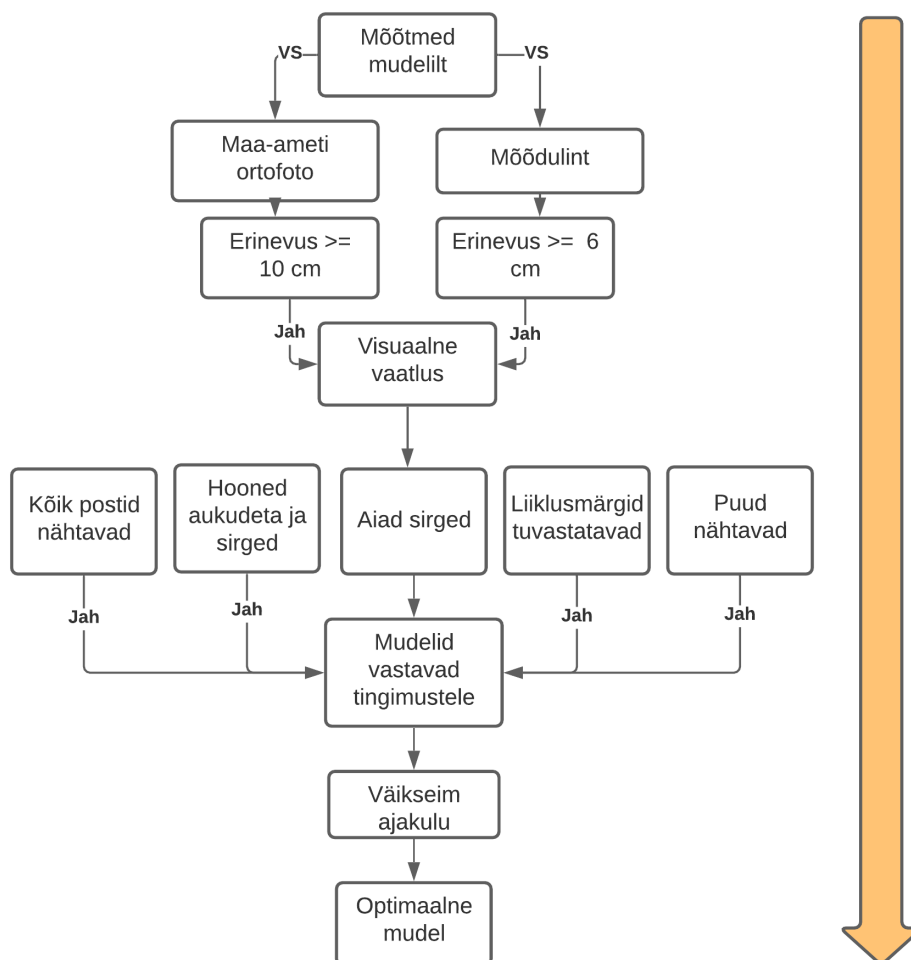 Mõõtmed
mudelilt
VS
VS
Maa-ameti
ortofoto
Mõõdulint
Erinevus >=
10 cm
Erinevus >= 6
cm
Jah
Jah
Visuaalne
vaatlus
Kõik postid
nähtavad
Hooned
aukudeta ja
sirged
Aiad sirged
Liiklusmärgid
tuvastatavad
Puud
nähtavad
Jah
Jah
Jah
Jah
Mudelid
vastavad
tingimustele
Väikseim
ajakulu
Optimaalne
mudel